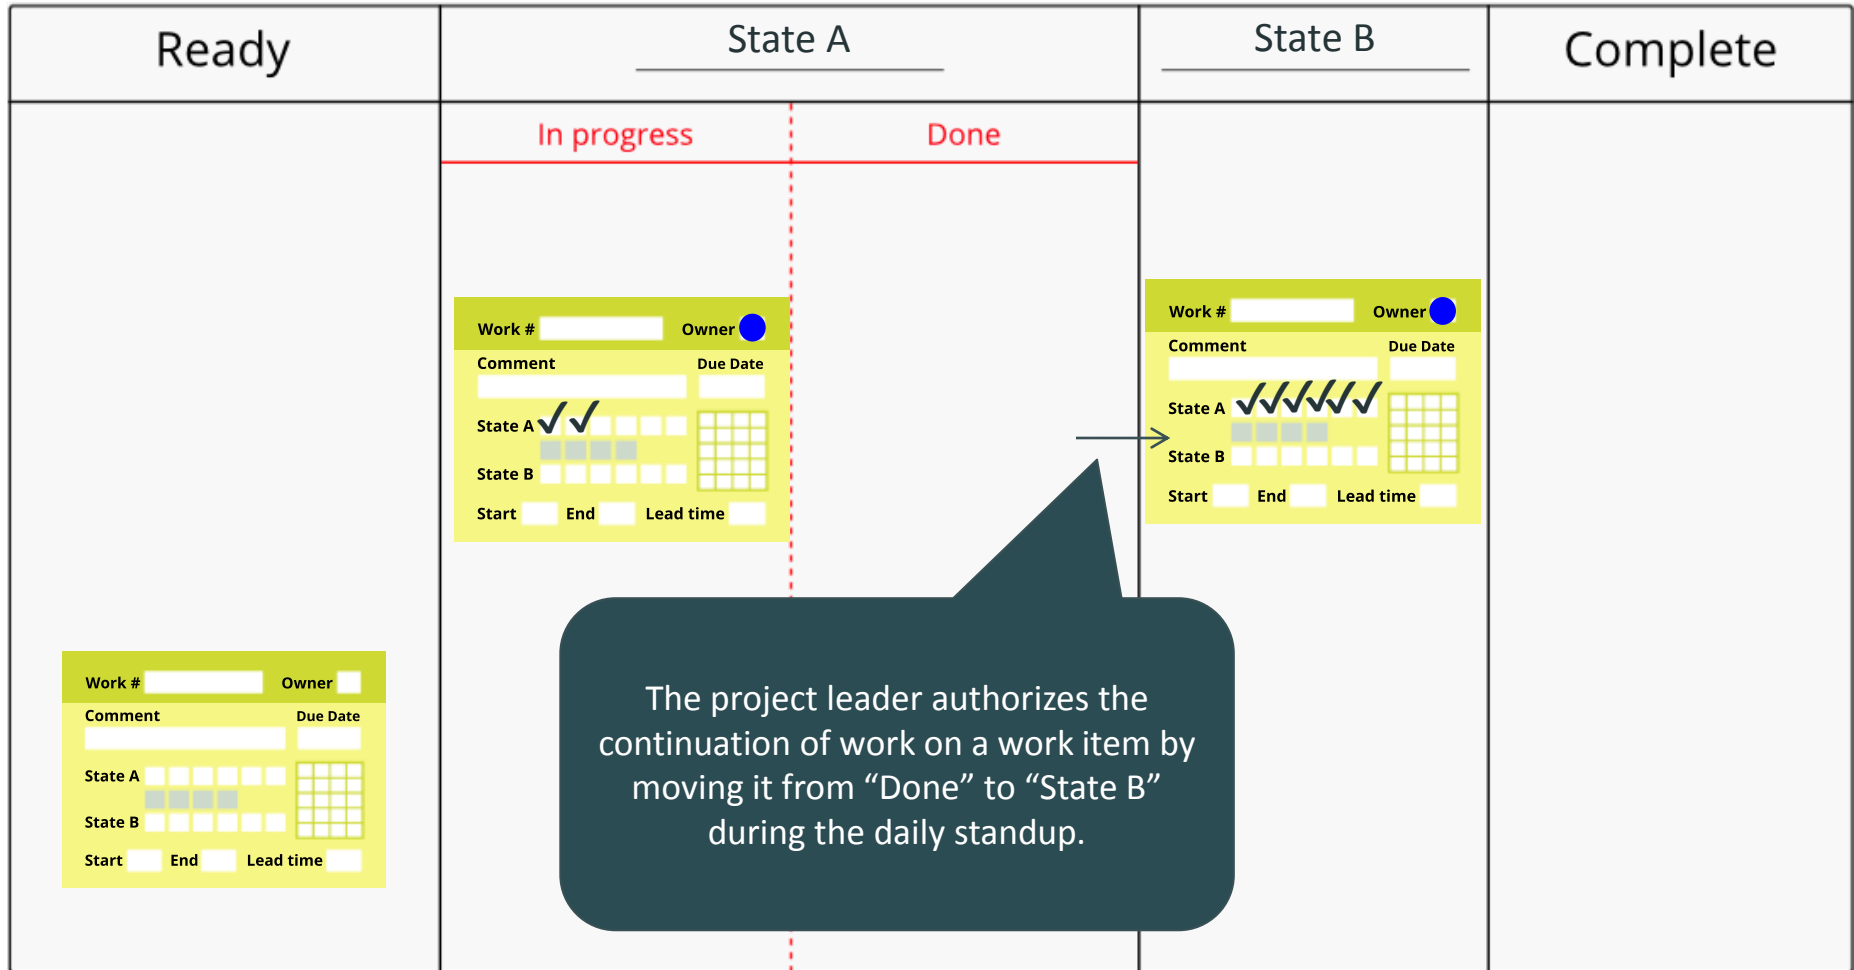 Ready
State A
State B
Complete
In progress
Done
Work #
Owner
Comment
Due Date
State A
State B
Start
End
Lead time
Work #
Owner
Comment
Due Date
State A
State B
Start
End
Lead time
Work #
Owner
Comment
Due Date
State A
State B
Start
End
Lead time
The project leader authorizes the
continuation of work on a work item by
moving it from “Done” to “State B”
during the daily standup.